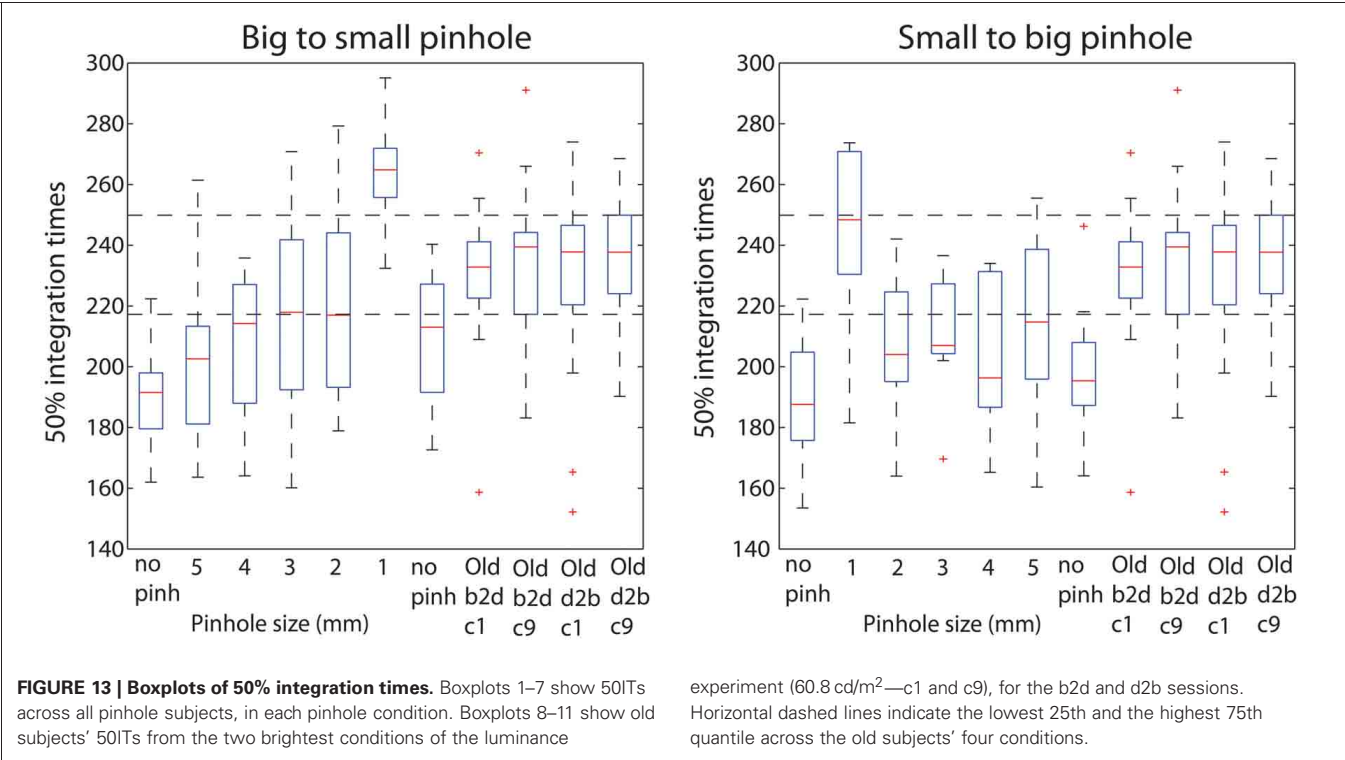 Big to small pinhole
300
280
260
240
220
200
180
160
140
50% integration times
no 5 4 3 2 1 no Old Old Old Old
pinh pinh b2d b2d d2b d2b
Pinhole size (mm) c1 c9 c1 c9
Small to big pinhole
300
280
260
240
220
200
180
160
140
50% integration times
no 1 2 3 4 5 no Old Old Old Old
pinh pinh b2d b2d d2b d2b
Pinhole size (mm) c1 c9 c1 c9
FIGURE 13 | Boxplots of 50% integration times. Boxplots 1–7 show 50ITs
across all pinhole subjects, in each pinhole condition. Boxplots 8–11 show old
subjects' 50ITs from the two brightest conditions of the luminance
experiment (60.8 cd/m²—c1 and c9), for the b2d and d2b sessions.
Horizontal dashed lines indicate the lowest 25th and the highest 75th
quantile across the old subjects' four conditions.